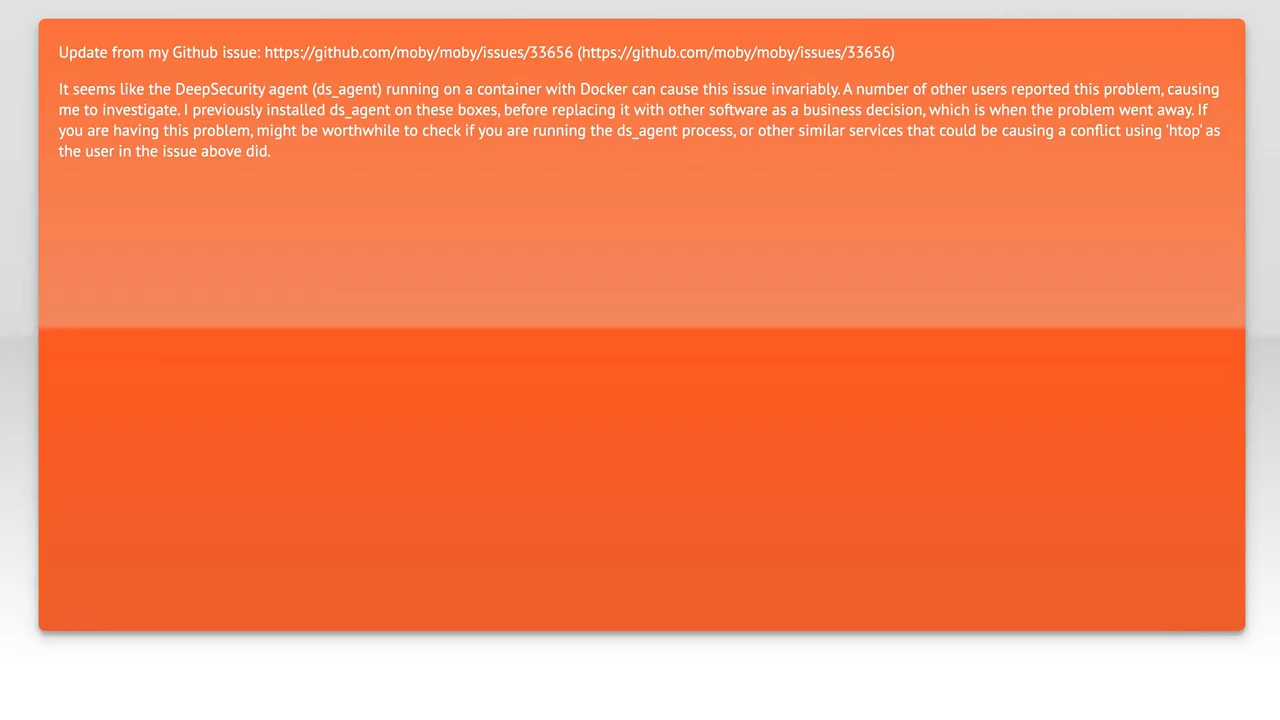 Update from my Github issue: https://github.com/moby/moby/issues/33656 (https://github.com/moby/moby/issues/33656)
It seems like the DeepSecurity agent (ds_agent) running on a container with Docker can cause this issue invariably. A number of other users reported this problem, causing
me to investigate. I previously installed ds_agent on these boxes, before replacing it with other software as a business decision, which is when the problem went away. If
you are having this problem, might be worthwhile to check if you are running the ds_agent process, or other similar services that could be causing a conflict using 'htop' as
the user in the issue above did.